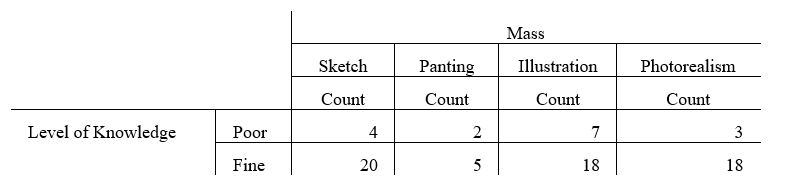 Mass
Sketch Panting Illustration Photorealism
Count Count Count Count
Level of Knowledge Poor 4 2 7 3
Fine 20 5 18 18